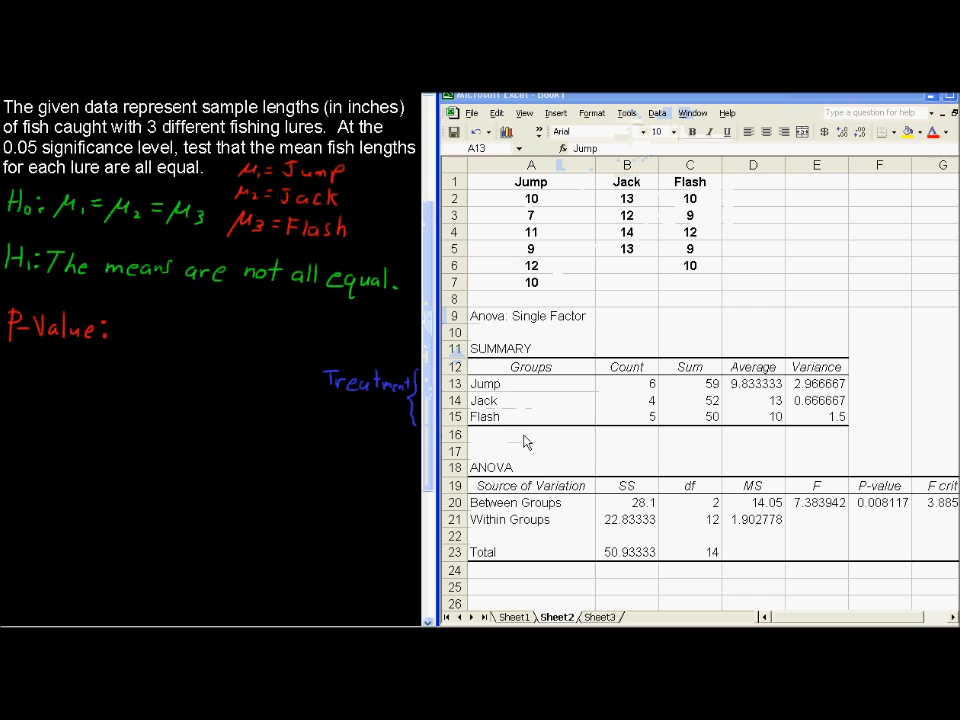 The given data represent sample lengths (in inches)
of fish caught with 3 different fishing lures. At the
0.05 significance level, test that the mean fish lengths
for each lure are all equal.
μ₁ = Jump
μ₂ = Jack
μ₃ = Flash
H₀: μ₁ = μ₂ = μ₃
H₁: The means are not all equal.
P-Value:
Treatment {
Microsoft Excel - Book1
File Edit View Insert Format Tools Data Window Help Type a question for help
Arial 10 B I U $
A13 fx Jump
A B C D E F G
1 Jump Jack Flash
2 10 13 10
3 7 12 9
4 11 14 12
5 9 13 9
6 12 10
7 10
8
9 Anova: Single Factor
10
11 SUMMARY
12 Groups Count Sum Average Variance
13 Jump 6 59 9.833333 2.966667
14 Jack 4 52 13 0.666667
15 Flash 5 50 10 1.5
16
17
18 ANOVA
19 Source of Variation SS df MS F P-value F crit
20 Between Groups 28.1 2 14.05 7.383942 0.008117 3.885
21 Within Groups 22.83333 12 1.902778
22
23 Total 50.93333 14
24
25
26
Sheet1 Sheet2 Sheet3